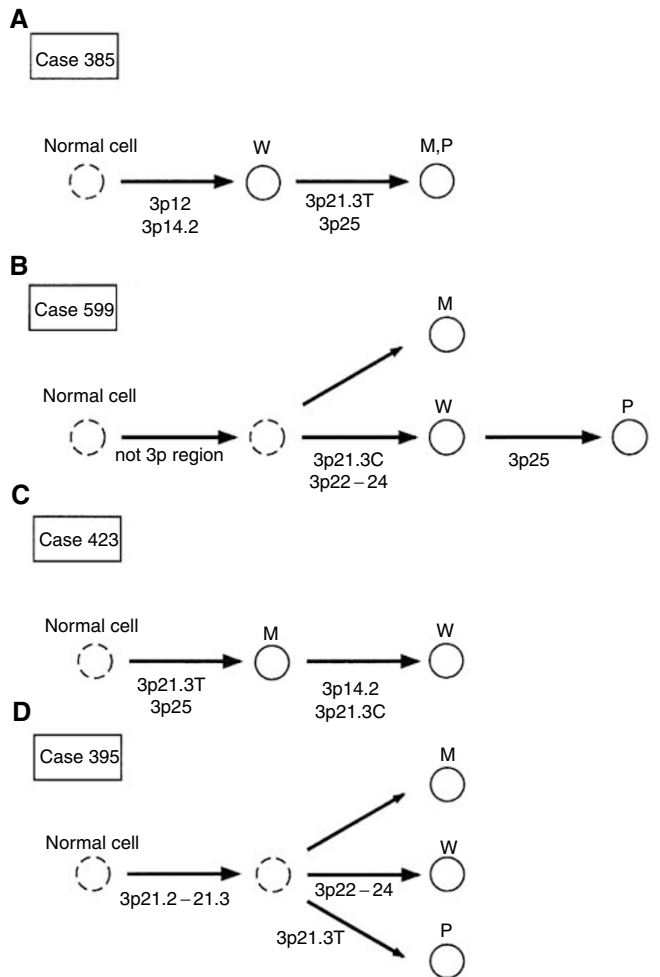 A
Case 385
Normal cell
W
M,P
3p12
3p14.2
3p21.3T
3p25
B
Case 599
M
Normal cell
W
P
not 3p region
3p21.3C
3p22–24
3p25
C
Case 423
Normal cell
M
W
3p21.3T
3p25
3p14.2
3p21.3C
D
Case 395
M
Normal cell
W
3p21.2–21.3
3p22–24
3p21.3T
P